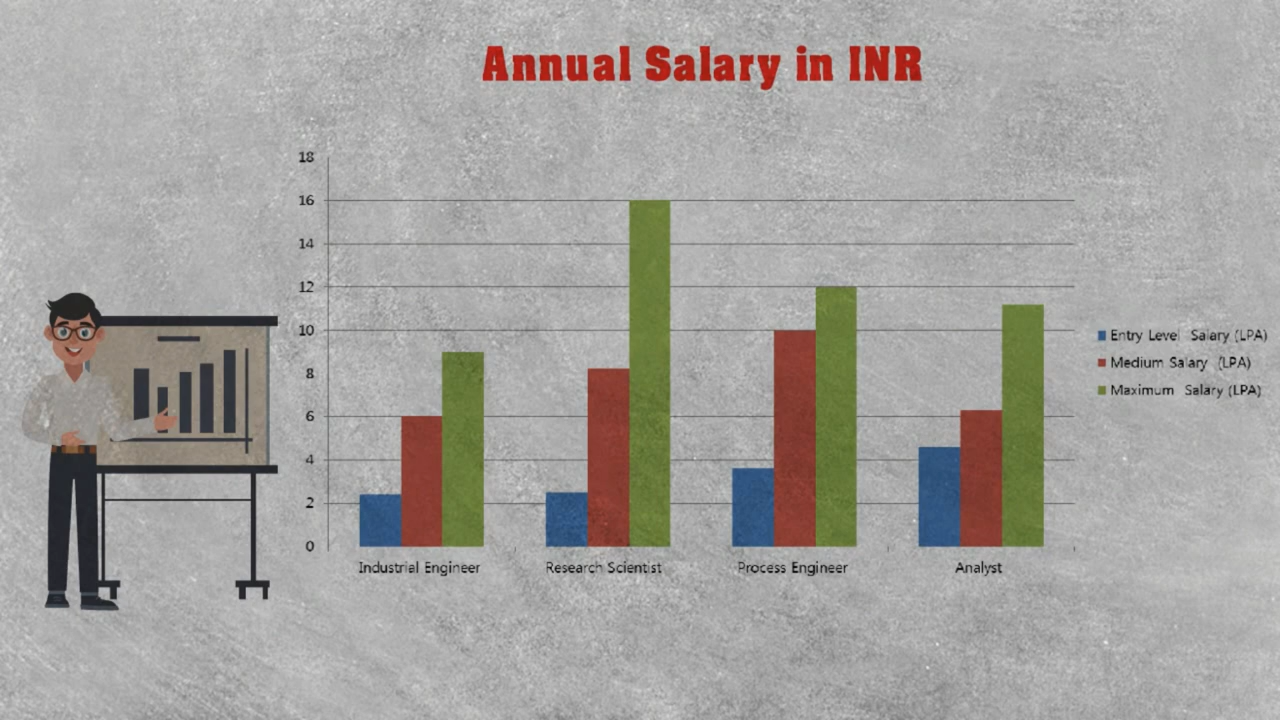 Annual Salary in INR
18
16
14
12
10
8
6
4
2
0
Industrial Engineer
Research Scientist
Process Engineer
Analyst
Entry Level Salary (LPA)
Medium Salary (LPA)
Maximum Salary (LPA)